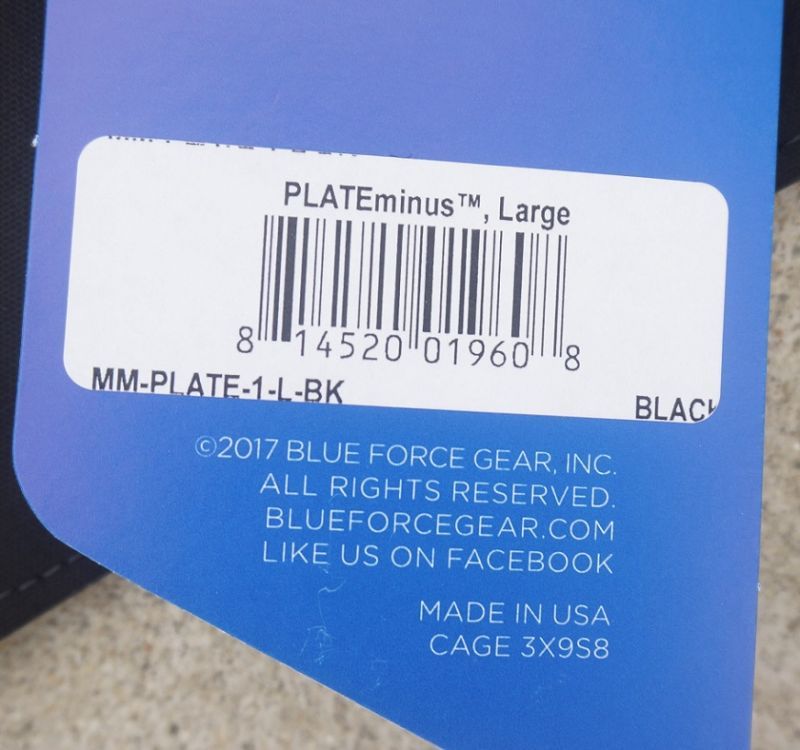 PLATEminus™, Large
8 14520 01960 8
MM-PLATE-1-L-BK
BLACK
©2017 BLUE FORCE GEAR, INC.
ALL RIGHTS RESERVED.
BLUEFORCEGEAR.COM
LIKE US ON FACEBOOK
MADE IN USA
CAGE 3X9S8